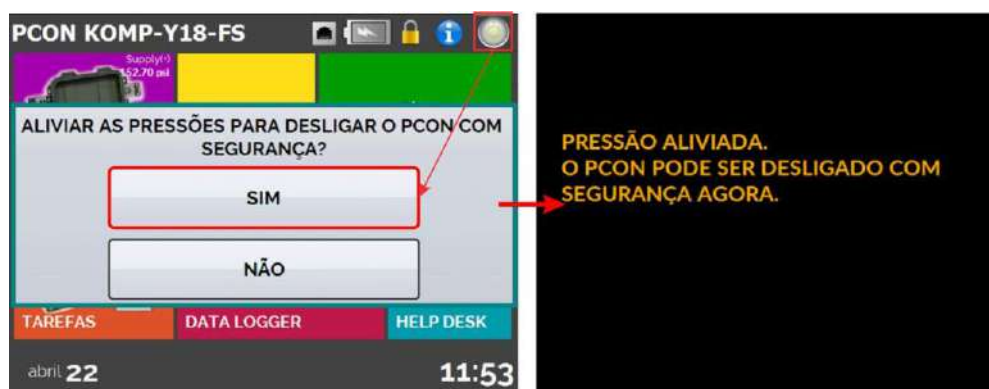 PCON KOMP-Y18-FS
Supply(-)
152.70 psi
ALIVIAR AS PRESSÕES PARA DESLIGAR O PCON COM
SEGURANÇA?
SIM
NÃO
TAREFAS
DATA LOGGER
HELP DESK
abril 22
11:53
PRESSÃO ALIVIADA.
O PCON PODE SER DESLIGADO COM
SEGURANÇA AGORA.